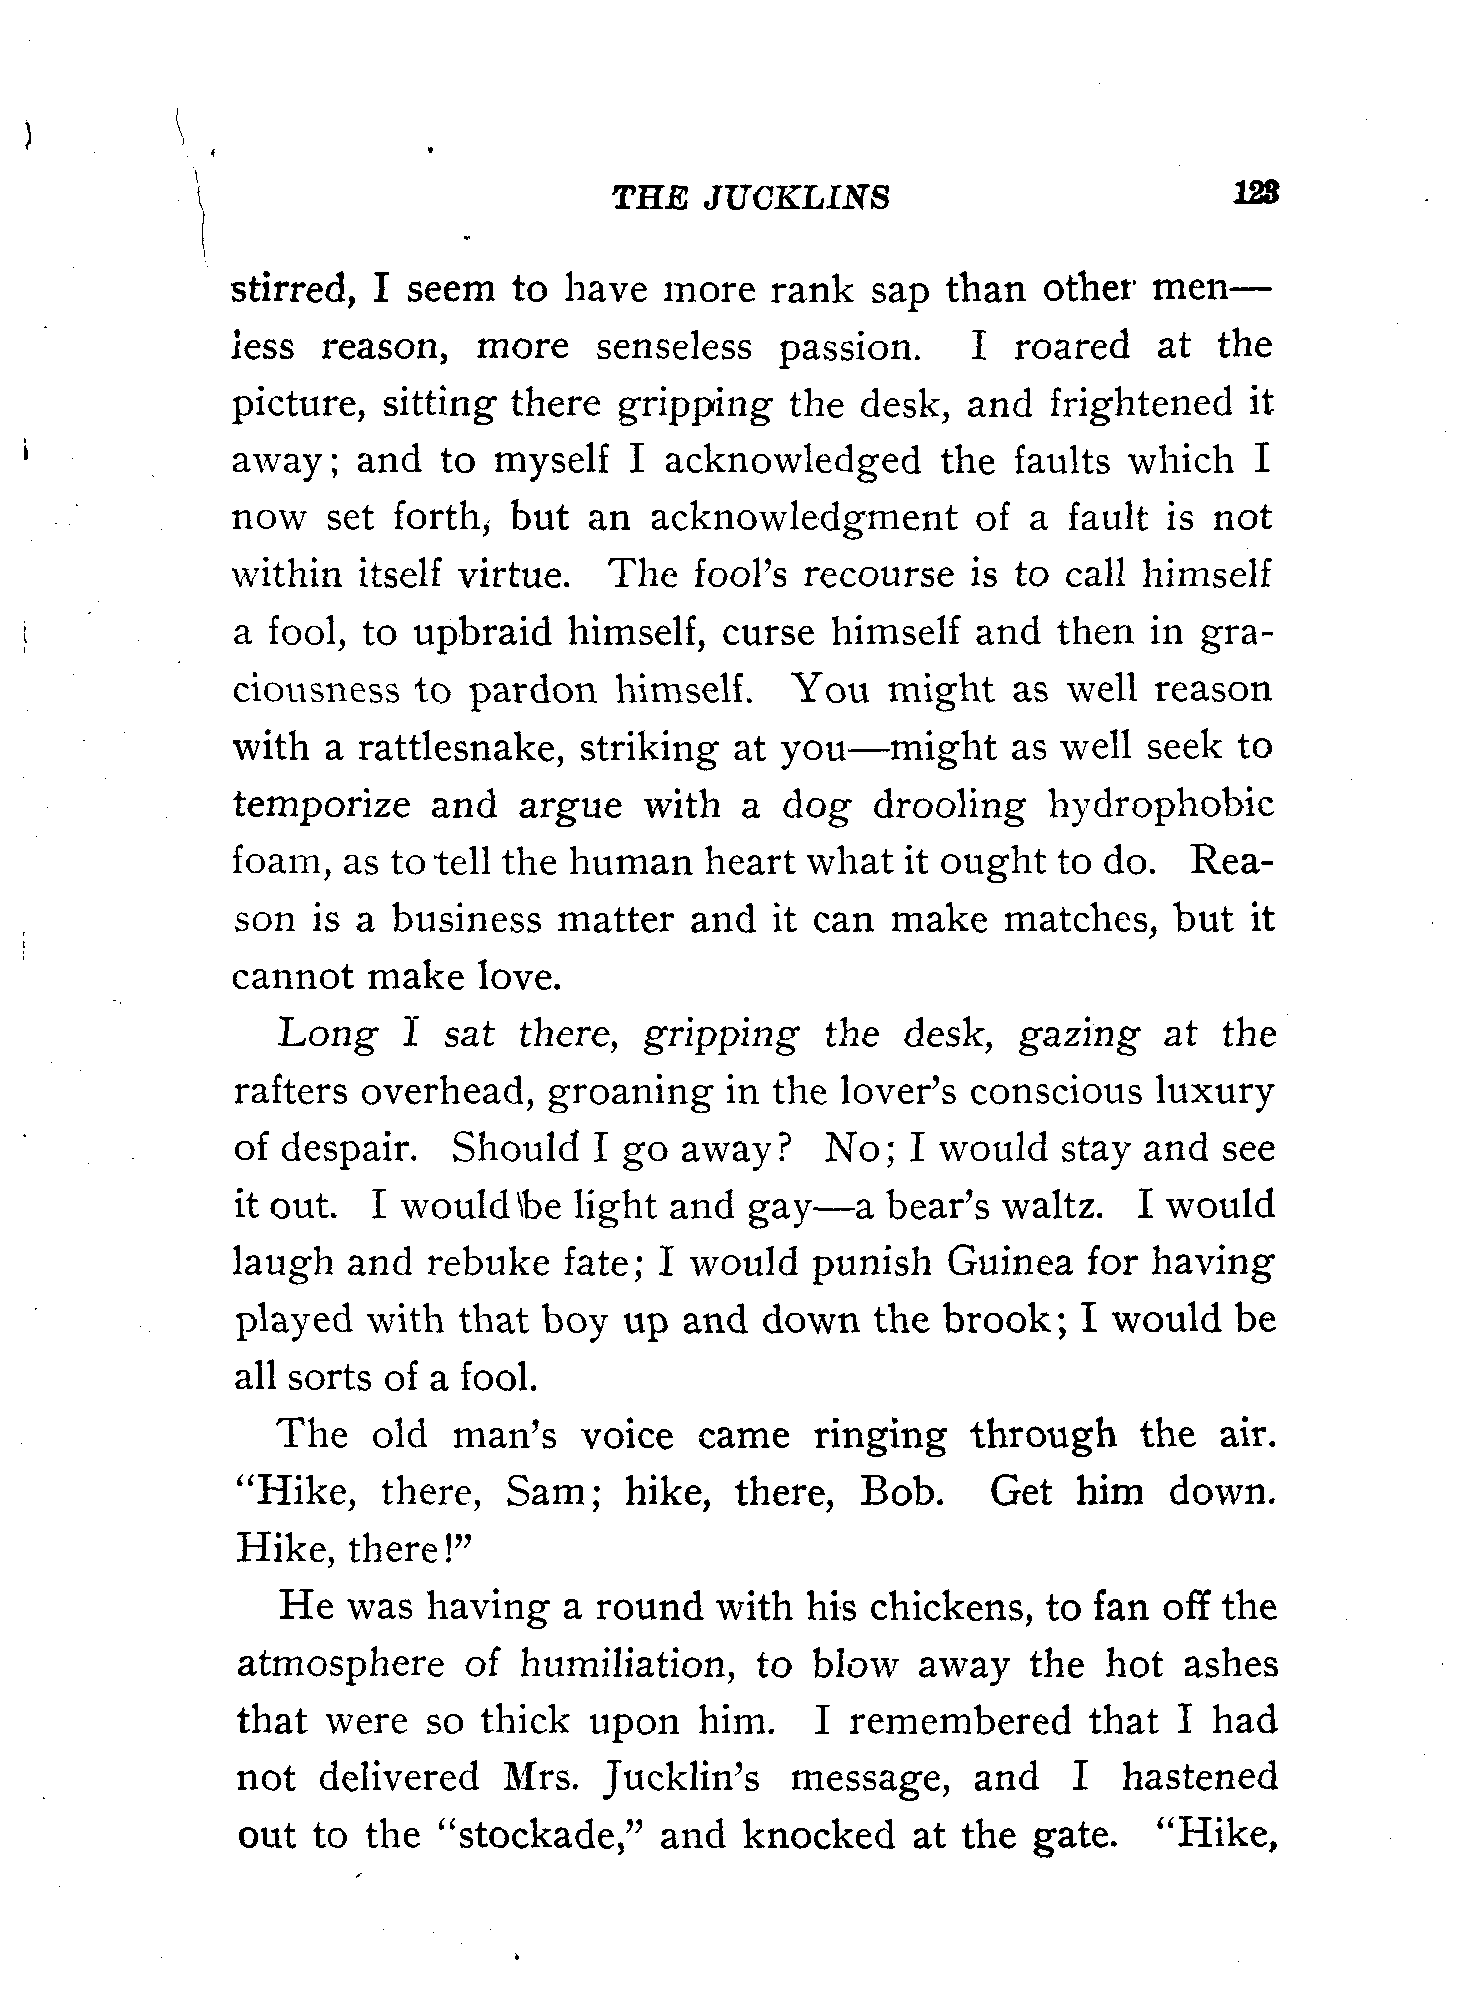 THE JUCKLINS 123
stirred, I seem to have more rank sap than other men—
less reason, more senseless passion. I roared at the
picture, sitting there gripping the desk, and frightened it
away; and to myself I acknowledged the faults which I
now set forth, but an acknowledgment of a fault is not
within itself virtue. The fool's recourse is to call himself
a fool, to upbraid himself, curse himself and then in gra-
ciousness to pardon himself. You might as well reason
with a rattlesnake, striking at you—might as well seek to
temporize and argue with a dog drooling hydrophobic
foam, as to tell the human heart what it ought to do. Rea-
son is a business matter and it can make matches, but it
cannot make love.
Long I sat there, gripping the desk, gazing at the
rafters overhead, groaning in the lover's conscious luxury
of despair. Should I go away? No; I would stay and see
it out. I would be light and gay—a bear's waltz. I would
laugh and rebuke fate; I would punish Guinea for having
played with that boy up and down the brook; I would be
all sorts of a fool.
The old man's voice came ringing through the air.
"Hike, there, Sam; hike, there, Bob. Get him down.
Hike, there!"
He was having a round with his chickens, to fan off the
atmosphere of humiliation, to blow away the hot ashes
that were so thick upon him. I remembered that I had
not delivered Mrs. Jucklin's message, and I hastened
out to the "stockade," and knocked at the gate. "Hike,